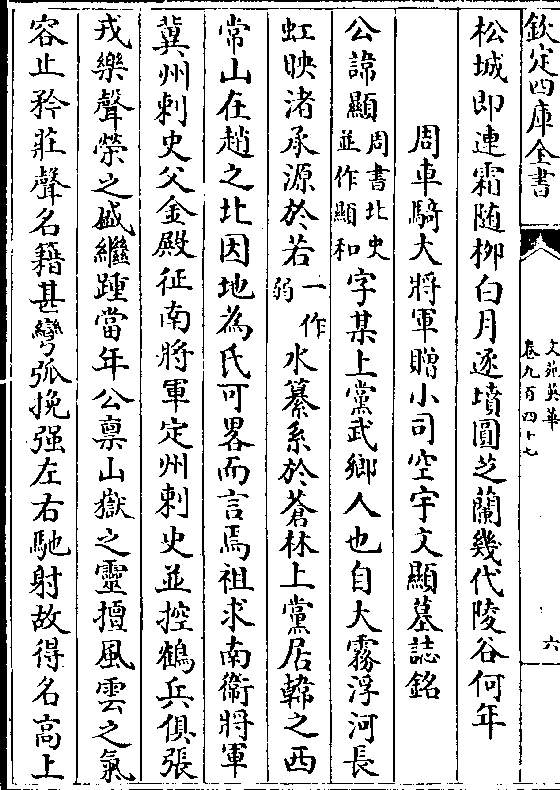 欽定四庫全書
文苑英華
卷九百四十七
六
松城即連霜随柳白月逐墳圓芝蘭幾代陵谷何年
周車騎大將軍贈小司空宇文顯墓誌銘
公諱顯周書北史並作顯和字某上黨武鄉人也自大霧浮河長
虹映渚承源於若一作弱水纂系於蒼林上黨居韓之西
常山在趙之北因地為氏可畧而言焉祖求南衞將軍
冀州刺史父金殿征南將軍定州刺史並控鶴兵俱張
戎樂聲榮之盛繼踵當年公禀山嶽之靈擅風雲之氣
容止矜莊聲名籍甚彎弧挽强左右馳射故得名高上